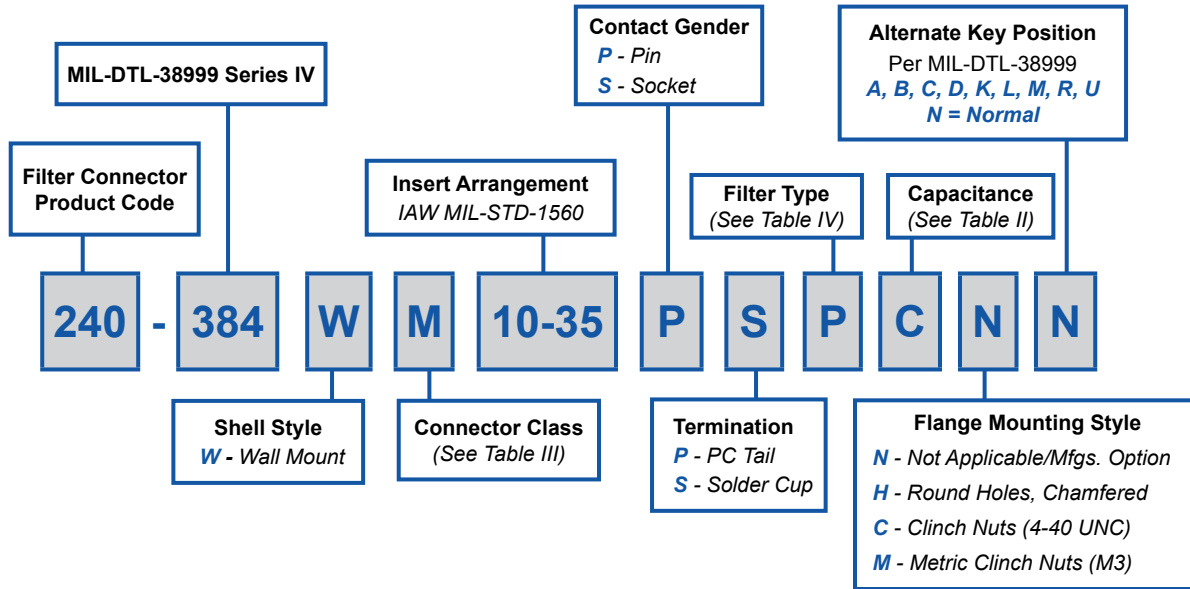 MIL-DTL-38999 Series IV
Contact Gender
P - Pin
S - Socket
Alternate Key Position
Per MIL-DTL-38999
A, B, C, D, K, L, M, R, U
N = Normal
Filter Connector
Product Code
Insert Arrangement
IAW MIL-STD-1560
Filter Type
(See Table IV)
Capacitance
(See Table II)
240 - 384 W M 10-35 P S P C N N
Shell Style
W - Wall Mount
Connector Class
(See Table III)
Termination
P - PC Tail
S - Solder Cup
Flange Mounting Style
N - Not Applicable/Mfgs. Option
H - Round Holes, Chamfered
C - Clinch Nuts (4-40 UNC)
M - Metric Clinch Nuts (M3)